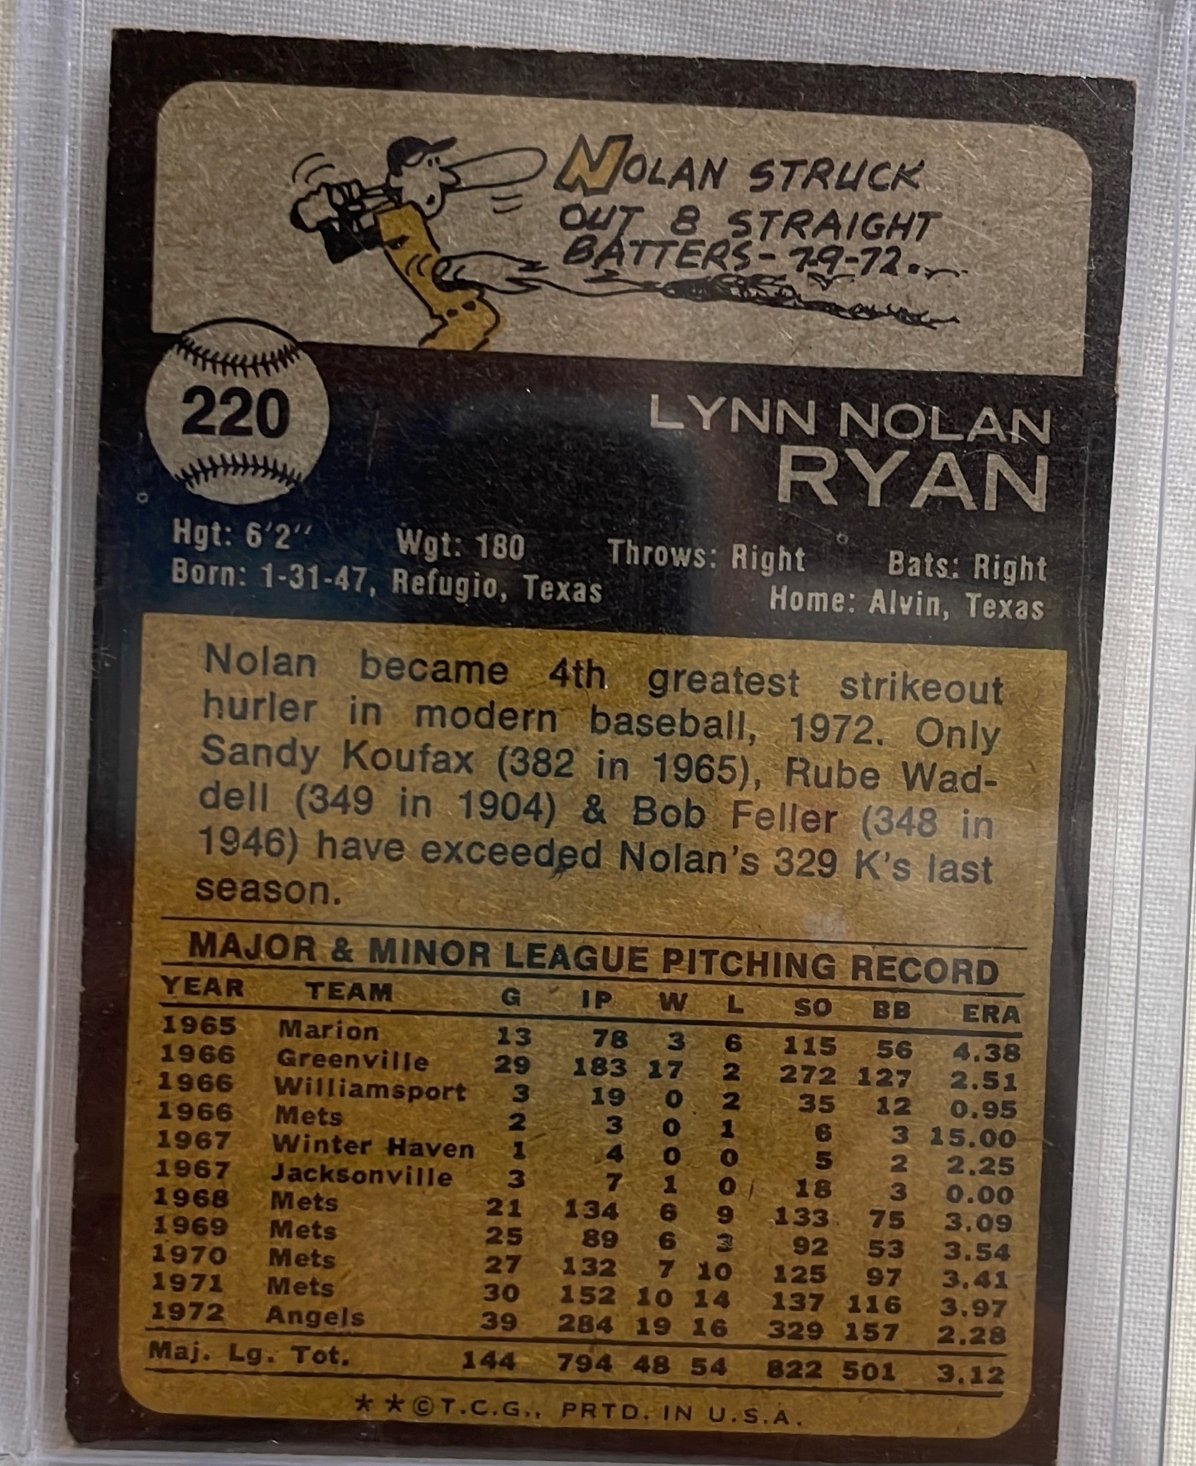 NOLAN STRUCK
OUT 8 STRAIGHT
BATTERS - 7-9-72.
220
LYNN NOLAN
RYAN
Hgt: 6'2" Wgt: 180 Throws: Right Bats: Right
Born: 1-31-47, Refugio, Texas Home: Alvin, Texas
Nolan became 4th greatest strikeout
hurler in modern baseball, 1972. Only
Sandy Koufax (382 in 1965), Rube Wad-
dell (349 in 1904) & Bob Feller (348 in
1946) have exceeded Nolan's 329 K's last
season.
MAJOR & MINOR LEAGUE PITCHING RECORD
YEAR TEAM G IP W L SO BB ERA
1965 Marion 13 78 3 6 115 56 4.38
1966 Greenville 29 183 17 2 272 127 2.51
1966 Williamsport 3 19 0 2 35 12 0.95
1966 Mets 2 3 0 1 6 3 15.00
1967 Winter Haven 1 4 0 0 5 2 2.25
1967 Jacksonville 3 7 1 0 18 3 0.00
1968 Mets 21 134 6 9 133 75 3.09
1969 Mets 25 89 6 3 92 53 3.54
1970 Mets 27 132 7 10 125 97 3.41
1971 Mets 30 152 10 14 137 116 3.97
1972 Angels 39 284 19 16 329 157 2.28
Maj. Lg. Tot. 144 794 48 54 822 501 3.12
**©T.C.G., PRTD. IN U.S.A.